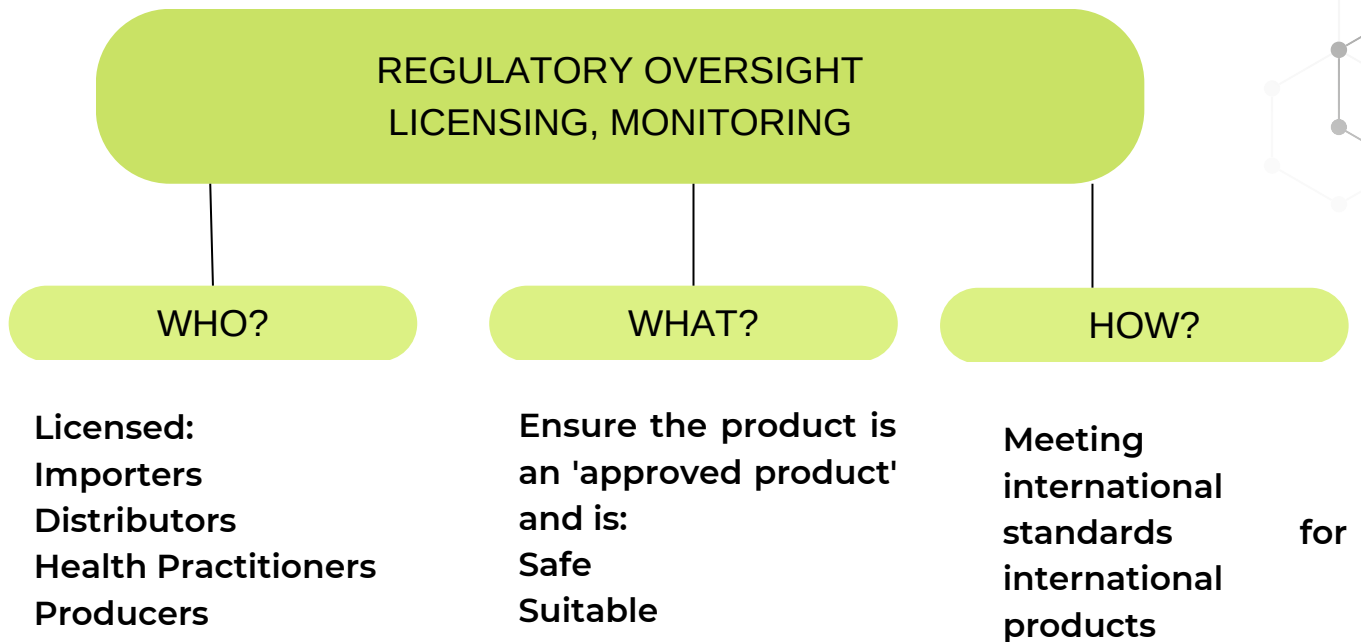 REGULATORY OVERSIGHT
LICENSING, MONITORING
WHO?
Licensed:
Importers
Distributors
Health Practitioners
Producers
WHAT?
Ensure the product is
an 'approved product'
and is:
Safe
Suitable
HOW?
Meeting
international
standards for
international
products